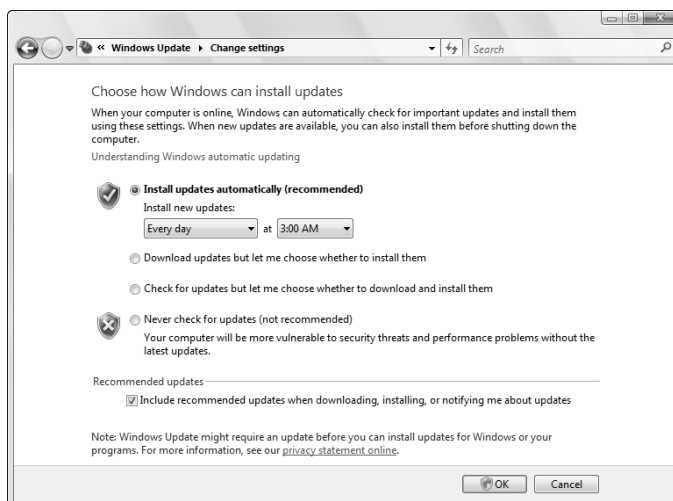 « Windows Update ▸ Change settings
Search
Choose how Windows can install updates
When your computer is online, Windows can automatically check for important updates and install them
using these settings. When new updates are available, you can also install them before shutting down the
computer.
Understanding Windows automatic updating
Install updates automatically (recommended)
Install new updates:
Every day at 3:00 AM
Download updates but let me choose whether to install them
Check for updates but let me choose whether to download and install them
Never check for updates (not recommended)
Your computer will be more vulnerable to security threats and performance problems without the
latest updates.
Recommended updates
Include recommended updates when downloading, installing, or notifying me about updates
Note: Windows Update might require an update before you can install updates for Windows or your
programs. For more information, see our privacy statement online.
OK Cancel